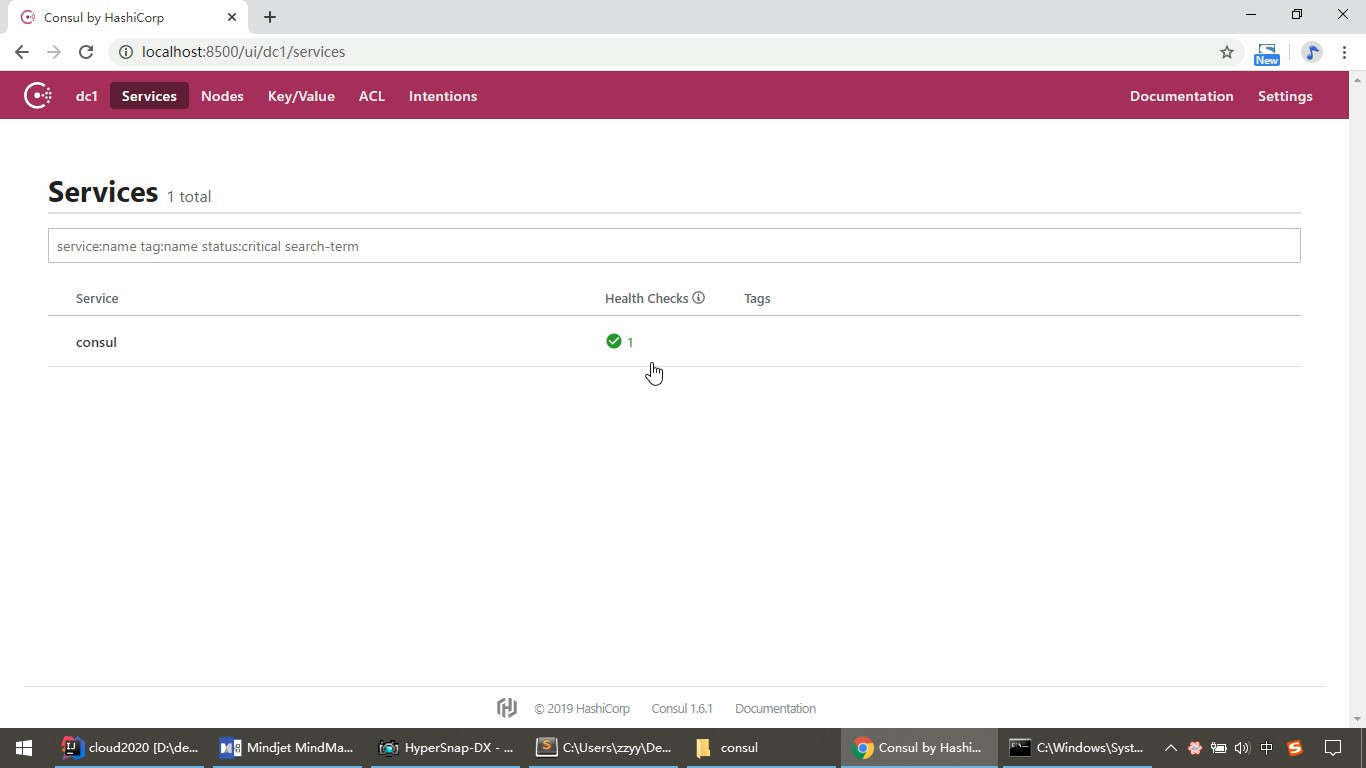 Consul by HashiCorp
localhost:8500/ui/dc1/services
New
dc1 Services Nodes Key/Value ACL Intentions Documentation Settings
Services 1 total
service:name tag:name status:critical search-term
Service Health Checks Tags
consul 1
© 2019 HashiCorp Consul 1.6.1 Documentation
cloud2020 [D:\de... Mindjet MindMa... HyperSnap-DX - ... C:\Users\zzyy\De... consul Consul by Hashi... C:\Windows\Syst... 中